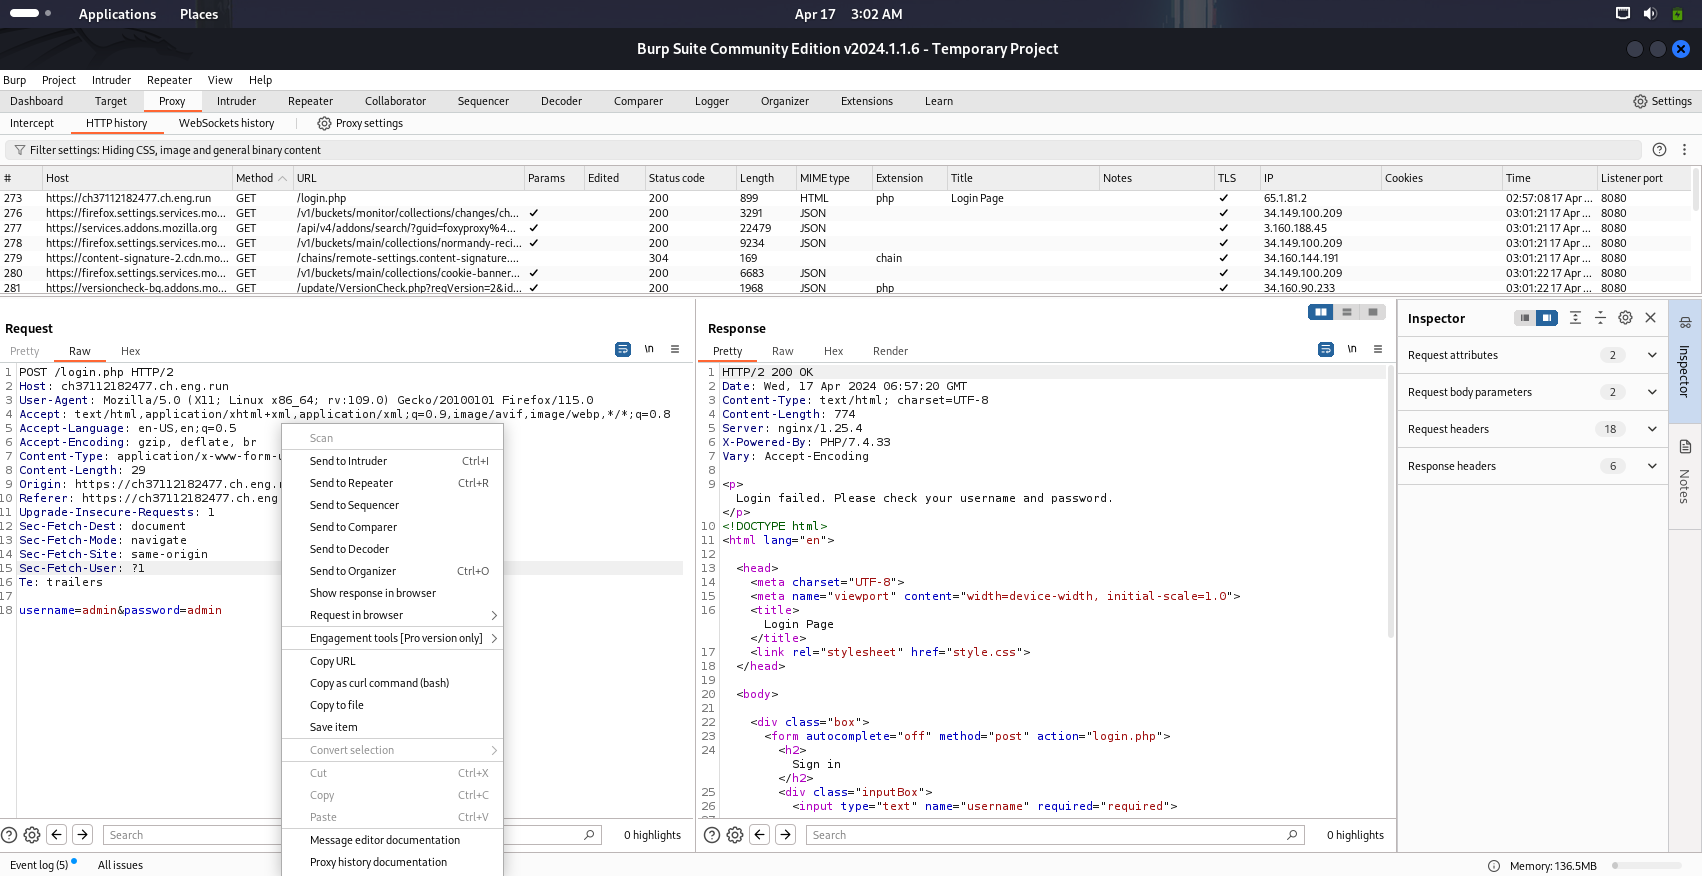 Applications Places Apr 17 3:02 AM
Burp Suite Community Edition v2024.1.1.6 - Temporary Project
Burp Project Intruder Repeater View Help
Dashboard Target Proxy Intruder Repeater Collaborator Sequencer Decoder Comparer Logger Organizer Extensions Learn Settings
Intercept HTTP history WebSockets history Proxy settings
Filter settings: Hiding CSS, image and general binary content
# Host Method URL Params Edited Status code Length MIME type Extension Title Notes TLS IP Cookies Time Listener port
273 https://ch37112182477.ch.eng.run GET /login.php 200 899 HTML php Login Page ✓ 65.1.81.2 02:57:08 17 Apr ... 8080
276 https://firefox.settings.services.mo... GET /v1/buckets/monitor/collections/changes/ch... ✓ 200 3291 JSON ✓ 34.149.100.209 03:01:21 17 Apr ... 8080
277 https://services.addons.mozilla.org GET /api/v4/addons/search/?guid=foxyproxy%4... ✓ 200 22479 JSON ✓ 3.160.188.45 03:01:21 17 Apr ... 8080
278 https://firefox.settings.services.mo... GET /v1/buckets/main/collections/normandy-reci... ✓ 200 9234 JSON ✓ 34.149.100.209 03:01:21 17 Apr ... 8080
279 https://content-signature-2.cdn.mo... GET /chains/remote-settings.content-signature.... 304 169 chain ✓ 34.160.144.191 03:01:21 17 Apr ... 8080
280 https://firefox.settings.services.mo... GET /v1/buckets/main/collections/cookie-banner... ✓ 200 6683 JSON ✓ 34.149.100.209 03:01:22 17 Apr ... 8080
281 https://versioncheck-bg.addons.mo... GET /update/VersionCheck.php?reqVersion=2&id... ✓ 200 1968 JSON php ✓ 34.160.90.233 03:01:22 17 Apr ... 8080
Request
Pretty Raw Hex \n
1 POST /login.php HTTP/2
2 Host: ch37112182477.ch.eng.run
3 User-Agent: Mozilla/5.0 (X11; Linux x86_64; rv:109.0) Gecko/20100101 Firefox/115.0
4 Accept: text/html,application/xhtml+xml,application/xml;q=0.9,image/avif,image/webp,*/*;q=0.8
5 Accept-Language: en-US,en;q=0.5
6 Accept-Encoding: gzip, deflate, br
7 Content-Type: application/x-www-form-u
8 Content-Length: 29
9 Origin: https://ch37112182477.ch.eng.r
10 Referer: https://ch37112182477.ch.eng
11 Upgrade-Insecure-Requests: 1
12 Sec-Fetch-Dest: document
13 Sec-Fetch-Mode: navigate
14 Sec-Fetch-Site: same-origin
15 Sec-Fetch-User: ?1
16 Te: trailers
17
18 username=admin&password=admin
Scan
Send to Intruder Ctrl+I
Send to Repeater Ctrl+R
Send to Sequencer
Send to Comparer
Send to Decoder
Send to Organizer Ctrl+O
Show response in browser
Request in browser
Engagement tools [Pro version only]
Copy URL
Copy as curl command (bash)
Copy to file
Save item
Convert selection
Cut Ctrl+X
Copy Ctrl+C
Paste Ctrl+V
Message editor documentation
Proxy history documentation
Search 0 highlights
Response
Pretty Raw Hex Render \n
1 HTTP/2 200 OK
2 Date: Wed, 17 Apr 2024 06:57:20 GMT
3 Content-Type: text/html; charset=UTF-8
4 Content-Length: 774
5 Server: nginx/1.25.4
6 X-Powered-By: PHP/7.4.33
7 Vary: Accept-Encoding
8
9 <p>
Login failed. Please check your username and password.
</p>
10 <!DOCTYPE html>
11 <html lang="en">
12
13 <head>
14 <meta charset="UTF-8">
15 <meta name="viewport" content="width=device-width, initial-scale=1.0">
16 <title>
Login Page
</title>
17 <link rel="stylesheet" href="style.css">
18 </head>
19
20 <body>
21
22 <div class="box">
23 <form autocomplete="off" method="post" action="login.php">
24 <h2>
Sign in
</h2>
25 <div class="inputBox">
26 <input type="text" name="username" required="required">
Search 0 highlights
Inspector
Request attributes 2
Request body parameters 2
Request headers 18
Response headers 6
Inspector
Notes
Event log (5) All issues Memory: 136.5MB